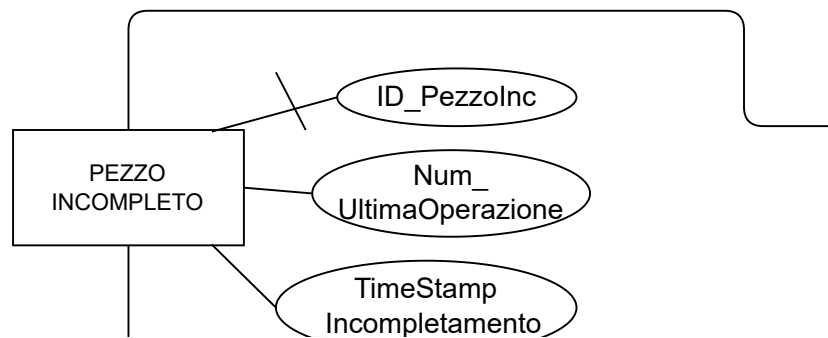 ID_PezzoInc
PEZZO
INCOMPLETO
Num_
UltimaOperazione
TimeStamp
Incompletamento